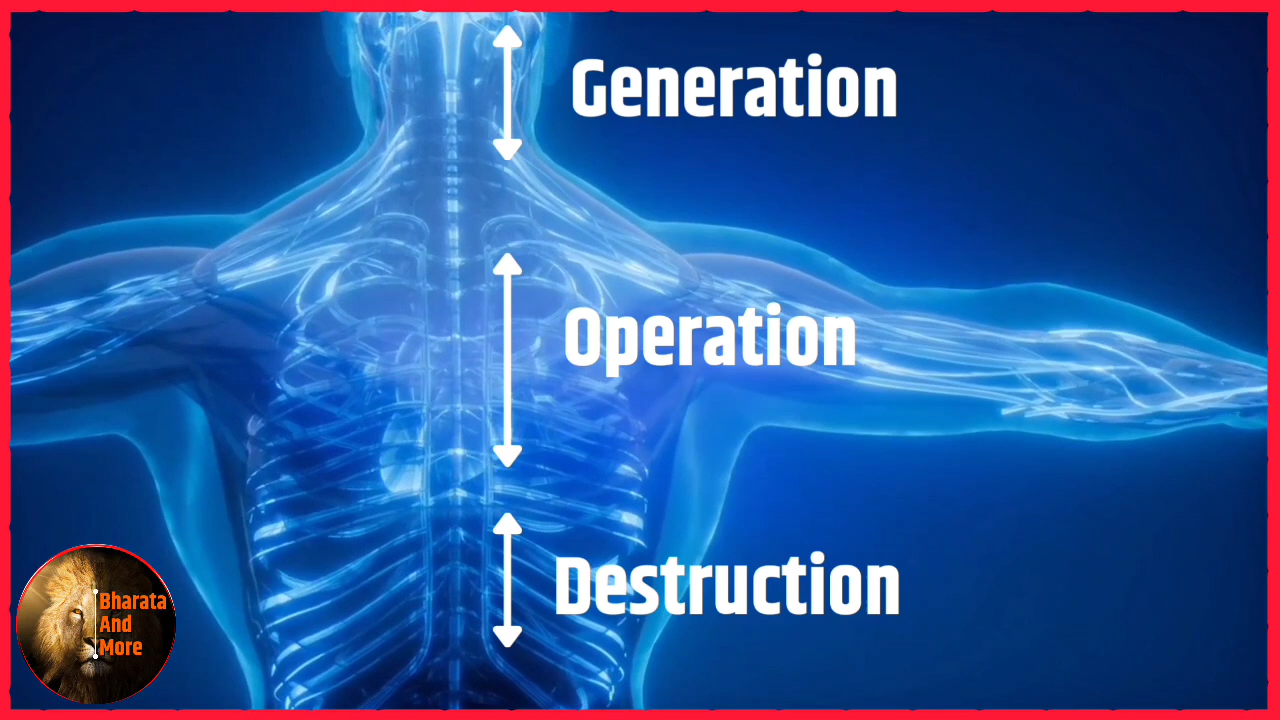 Generation
Operation
Destruction
Bharata
And
More